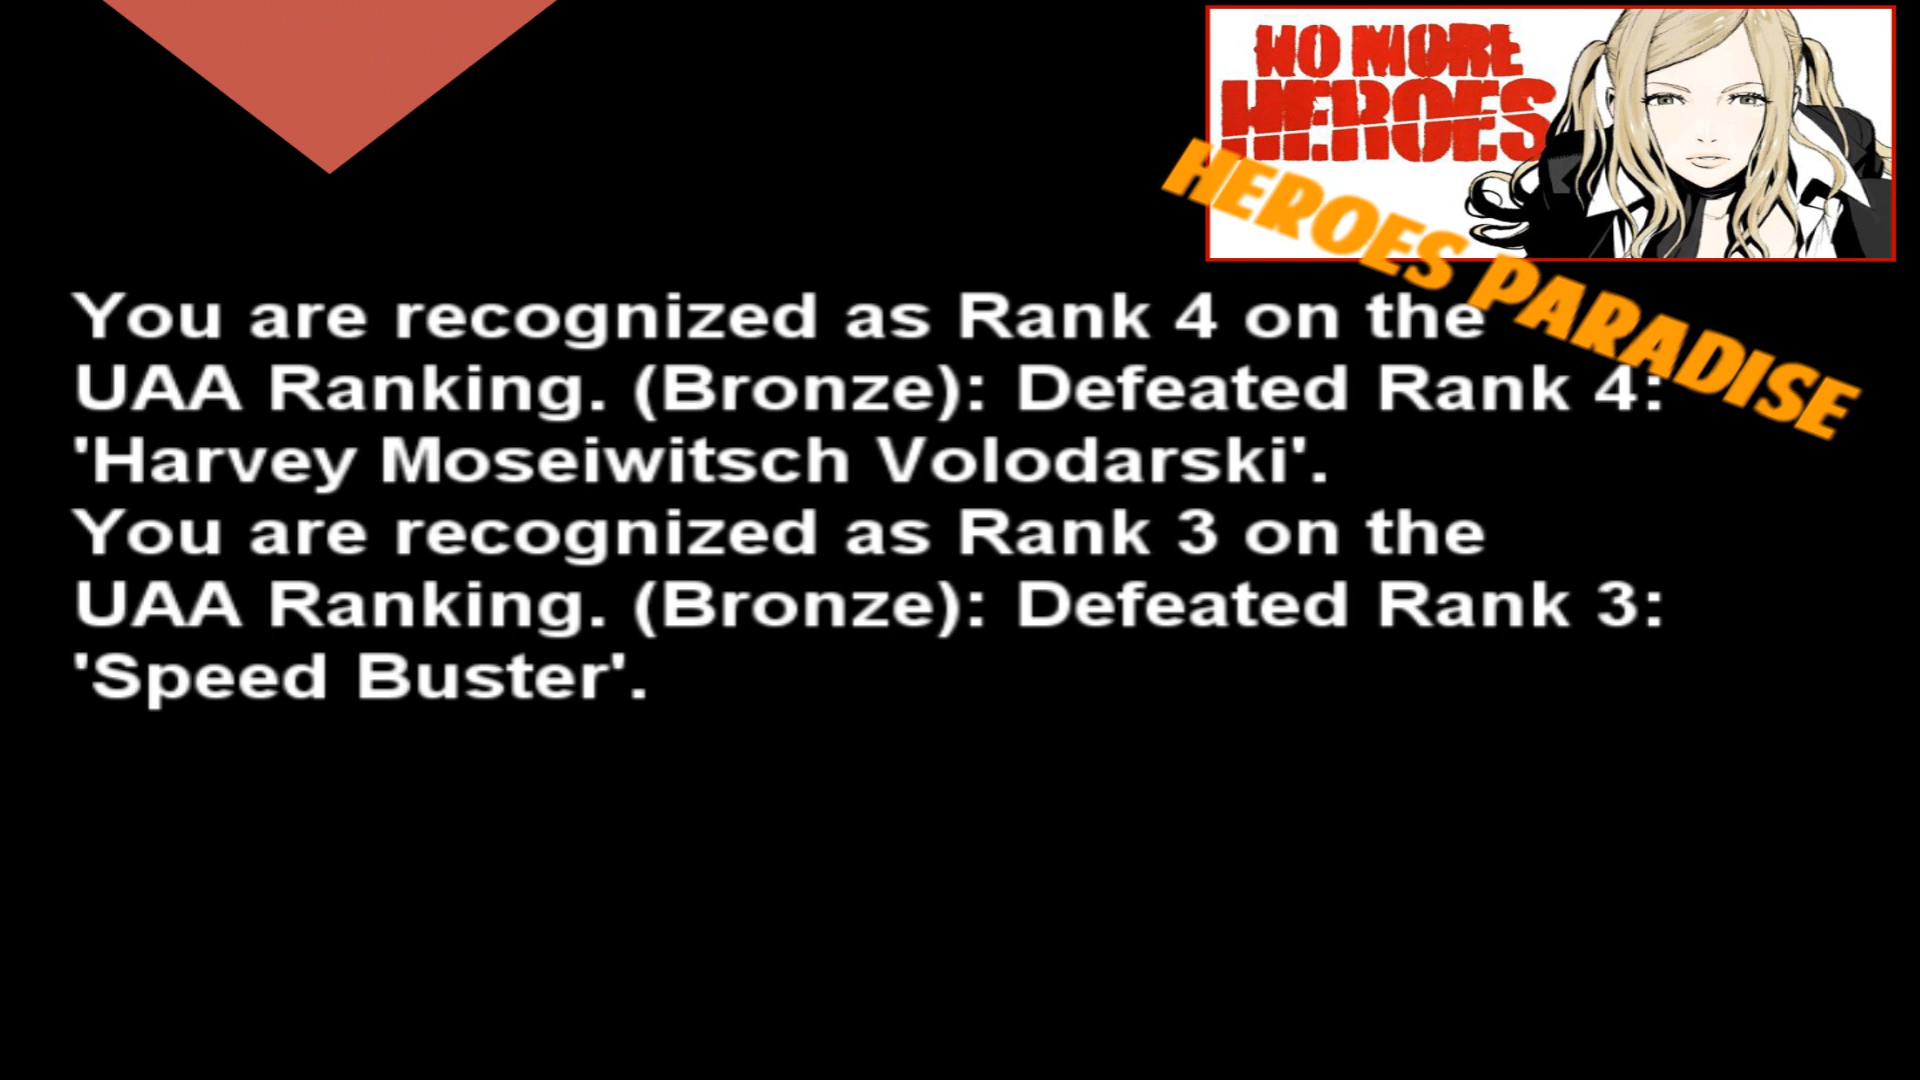 NO MORE
HEROES
HEROES PARADISE
You are recognized as Rank 4 on the
UAA Ranking. (Bronze): Defeated Rank 4:
'Harvey Moseiwitsch Volodarski'.
You are recognized as Rank 3 on the
UAA Ranking. (Bronze): Defeated Rank 3:
'Speed Buster'.